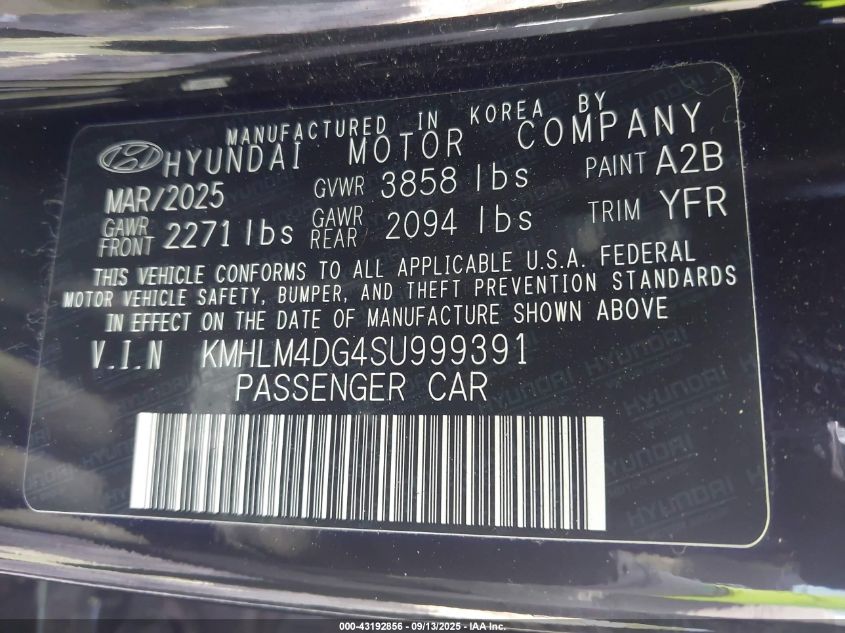 MANUFACTURED IN KOREA BY
HYUNDAI MOTOR COMPANY
MAR/2025 GVWR 3858 lbs PAINT A2B
GAWR FRONT 2271 lbs GAWR REAR 2094 lbs TRIM YFR
THIS VEHICLE CONFORMS TO ALL APPLICABLE U.S.A. FEDERAL
MOTOR VEHICLE SAFETY, BUMPER, AND THEFT PREVENTION STANDARDS
IN EFFECT ON THE DATE OF MANUFACTURE SHOWN ABOVE
V.I.N KMHLM4DG4SU999391
PASSENGER CAR
000-43192856 - 09/13/2025 - IAA Inc.